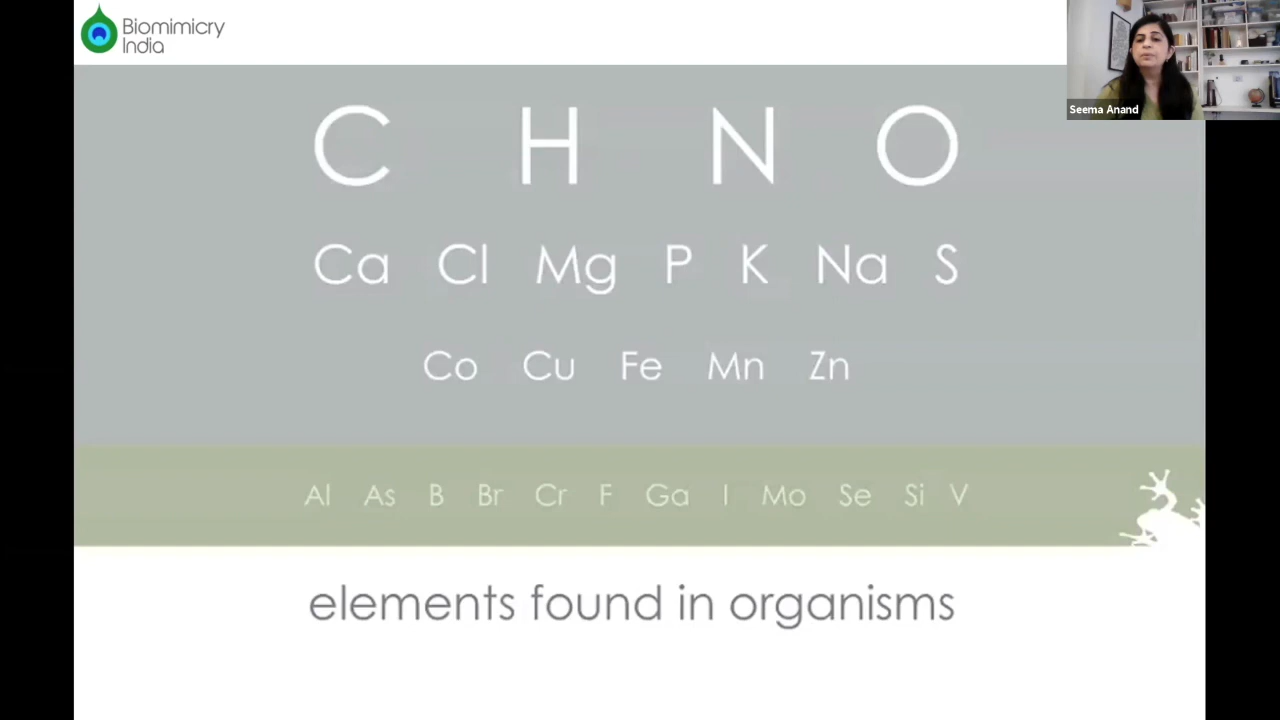 Biomimicry
India
Seema Anand
C H N O
Ca Cl Mg P K Na S
Co Cu Fe Mn Zn
Al As B Br Cr F Ga I Mo Se Si V
elements found in organisms